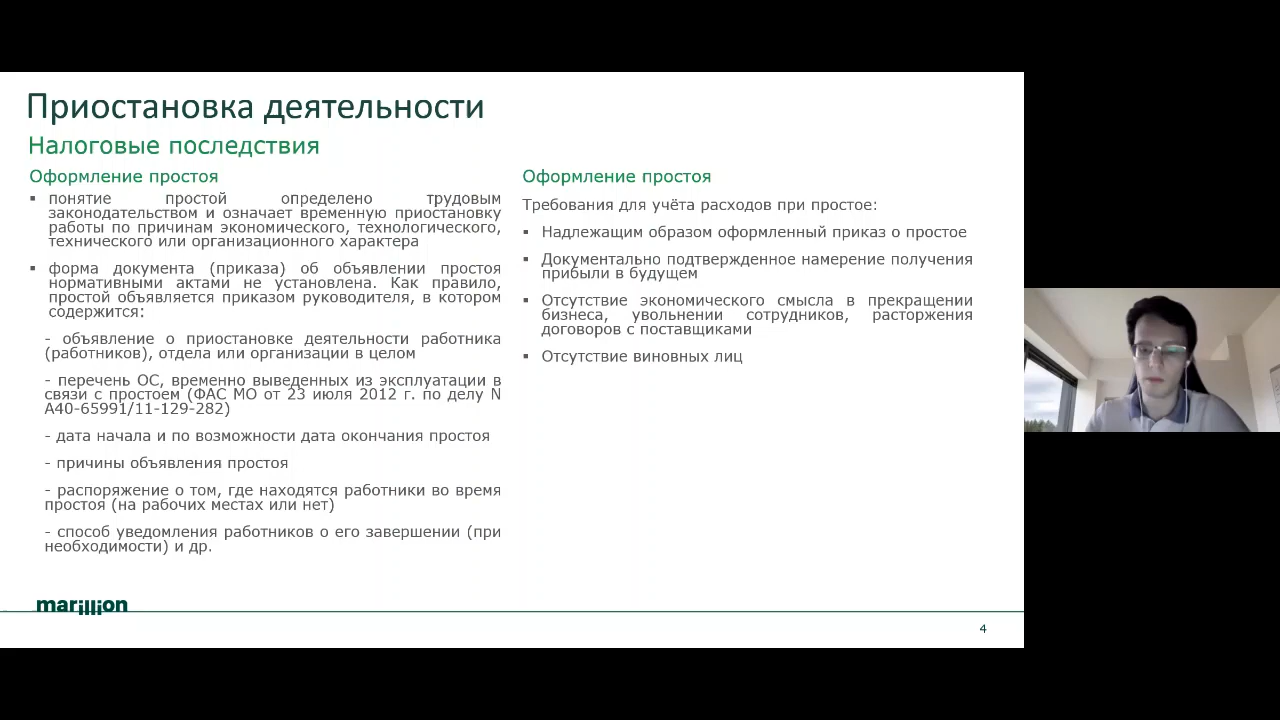 Приостановка деятельности
Налоговые последствия
Оформление простоя
▪ понятие простой определено трудовым
законодательством и означает временную приостановку
работы по причинам экономического, технологического,
технического или организационного характера
▪ форма документа (приказа) об объявлении простоя
нормативными актами не установлена. Как правило,
простой объявляется приказом руководителя, в котором
содержится:
- объявление о приостановке деятельности работника
(работников), отдела или организации в целом
- перечень ОС, временно выведенных из эксплуатации в
связи с простоем (ФАС МО от 23 июля 2012 г. по делу N
А40-65991/11-129-282)
- дата начала и по возможности дата окончания простоя
- причины объявления простоя
- распоряжение о том, где находятся работники во время
простоя (на рабочих местах или нет)
- способ уведомления работников о его завершении (при
необходимости) и др.
Оформление простоя
Требования для учёта расходов при простое:
▪ Надлежащим образом оформленный приказ о простое
▪ Документально подтвержденное намерение получения
прибыли в будущем
▪ Отсутствие экономического смысла в прекращении
бизнеса, увольнении сотрудников, расторжения
договоров с поставщиками
▪ Отсутствие виновных лиц
marillion
4